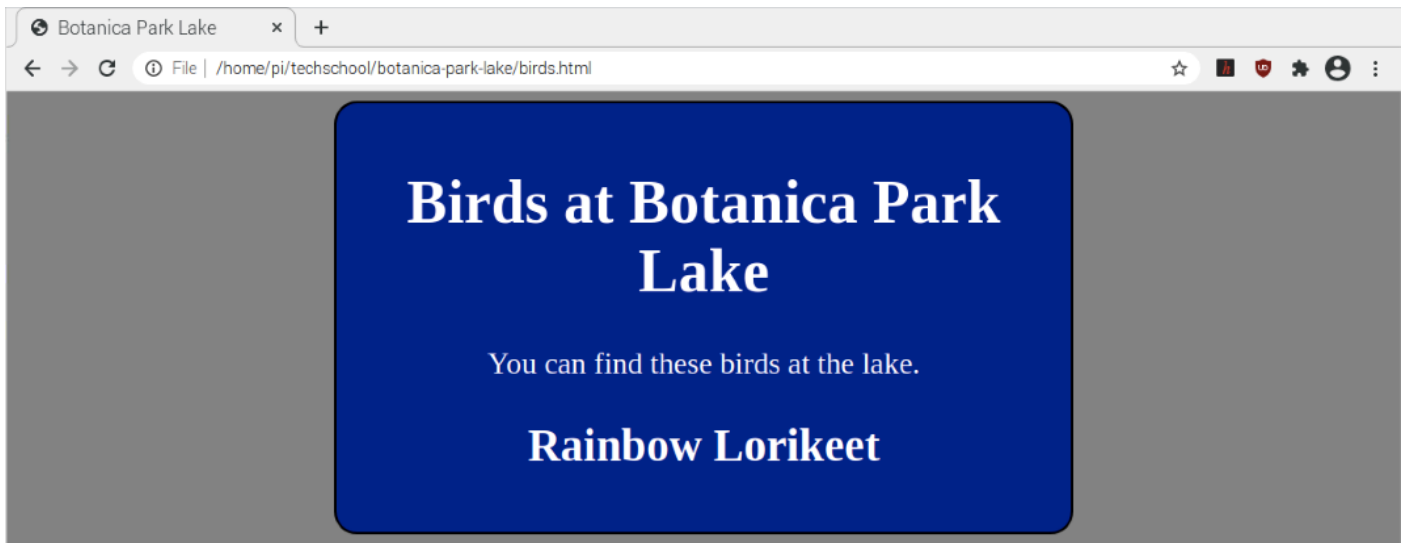 Botanica Park Lake
File | /home/pi/techschool/botanica-park-lake/birds.html
Birds at Botanica Park
Lake
You can find these birds at the lake.
Rainbow Lorikeet